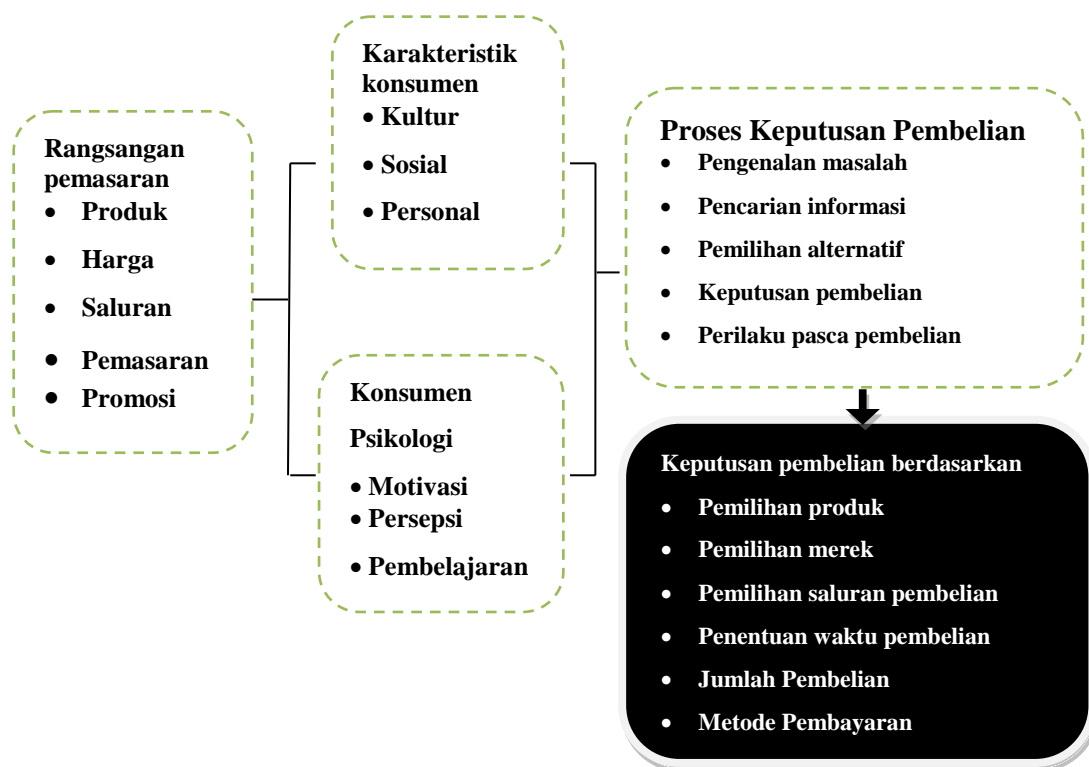 Rangsangan
pemasaran
• Produk
• Harga
• Saluran
• Pemasaran
• Promosi
Karakteristik
konsumen
• Kultur
• Sosial
• Personal
Konsumen
Psikologi
• Motivasi
• Persepsi
• Pembelajaran
Proses Keputusan Pembelian
• Pengenalan masalah
• Pencarian informasi
• Pemilihan alternatif
• Keputusan pembelian
• Perilaku pasca pembelian
Keputusan pembelian berdasarkan
• Pemilihan produk
• Pemilihan merek
• Pemilihan saluran pembelian
• Penentuan waktu pembelian
• Jumlah Pembelian
• Metode Pembayaran